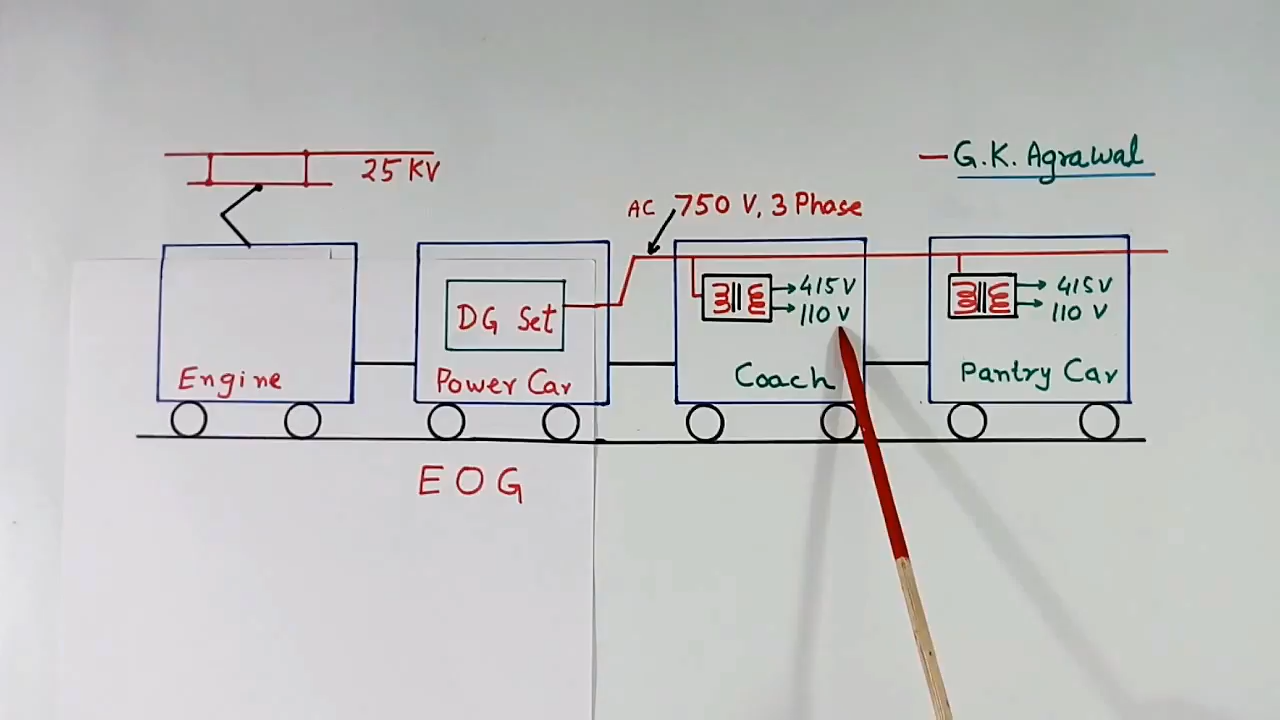 25 KV
– G.K. Agrawal
AC 750 V, 3 Phase
DG Set
415 V
110 V
415 V
110 V
Engine
Power Car
Coach
Pantry Car
E O G